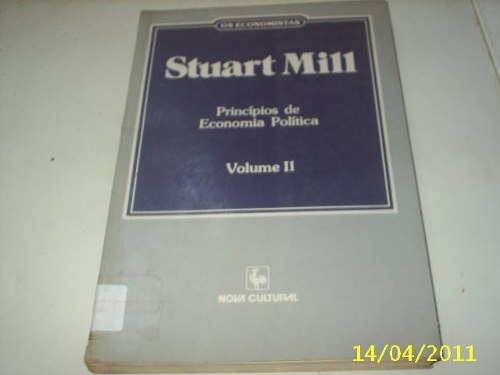 OS ECONOMISTAS
Stuart Mill
Princípios de
Economia Política
Volume II
NOVA CULTURAL
14/04/2011